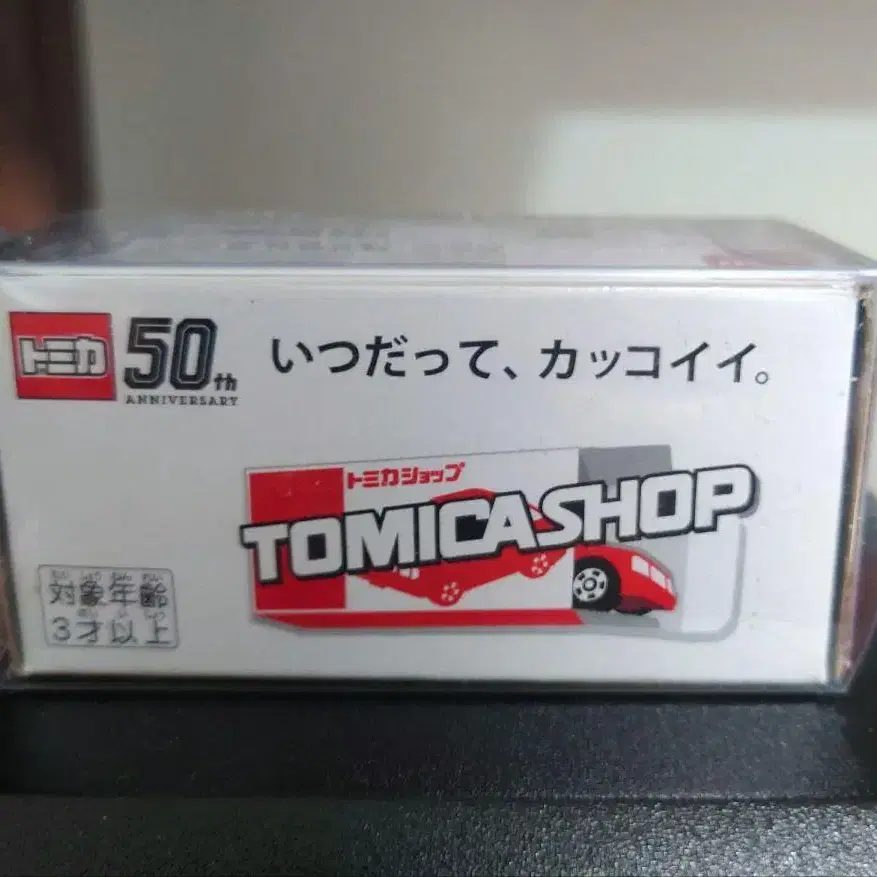 トミカ
50th
ANNIVERSARY
いつだって、カッコイイ。
トミカショップ
TOMICASHOP
対象年齢
3才以上